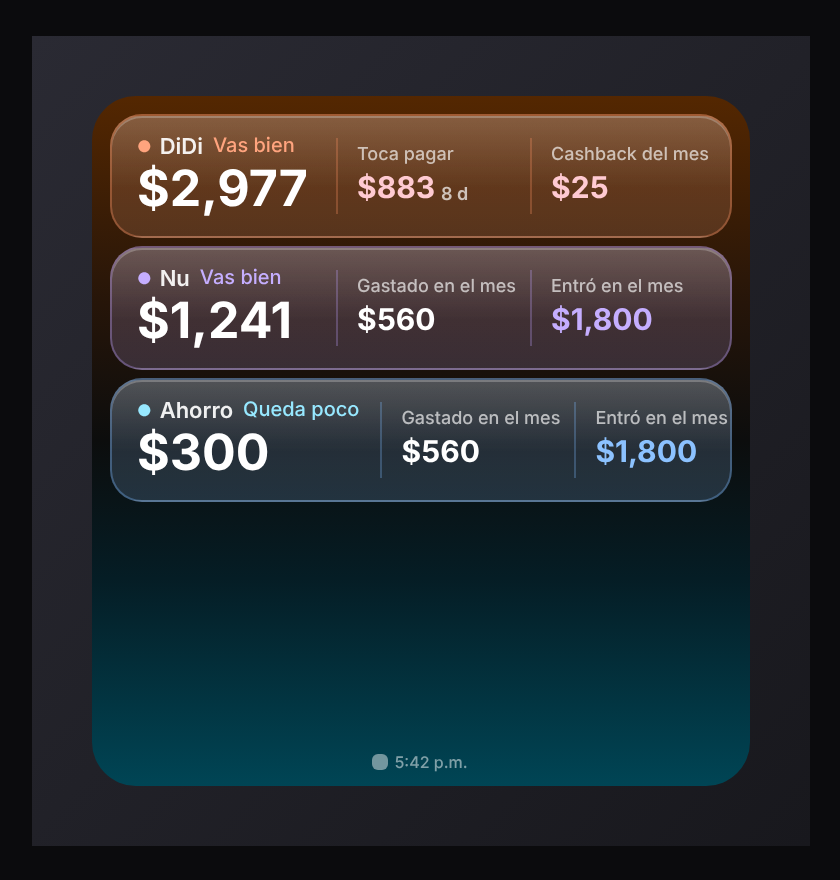 DiDi Vas bien
$2,977
Toca pagar
$883 8 d
Cashback del mes
$25
Nu Vas bien
$1,241
Gastado en el mes
$560
Entró en el mes
$1,800
Ahorro Queda poco
$300
Gastado en el mes
$560
Entró en el mes
$1,800
5:42 p.m.